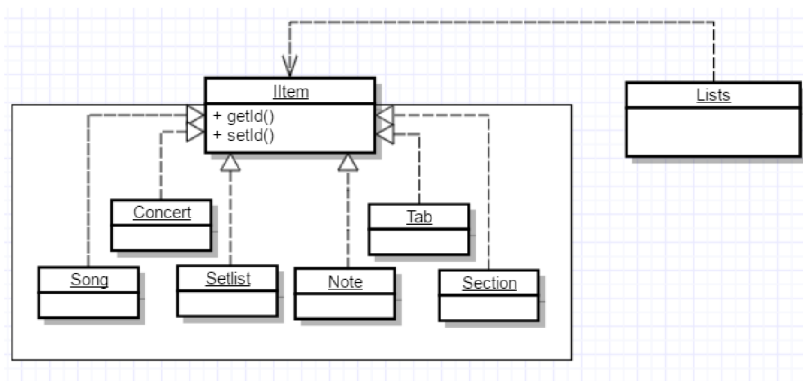 IItem
+ getId()
+ setId()
Lists
Concert
Tab
Song
Setlist
Note
Section